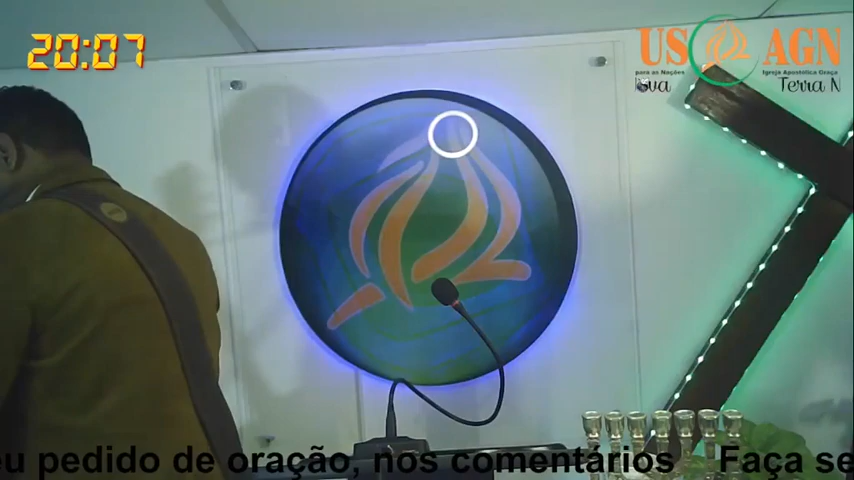 20:07
US AGN
para as Nações
Igreja Apostólica Graça
ova
Terra N
eu pedido de oração, nos comentários Faça se